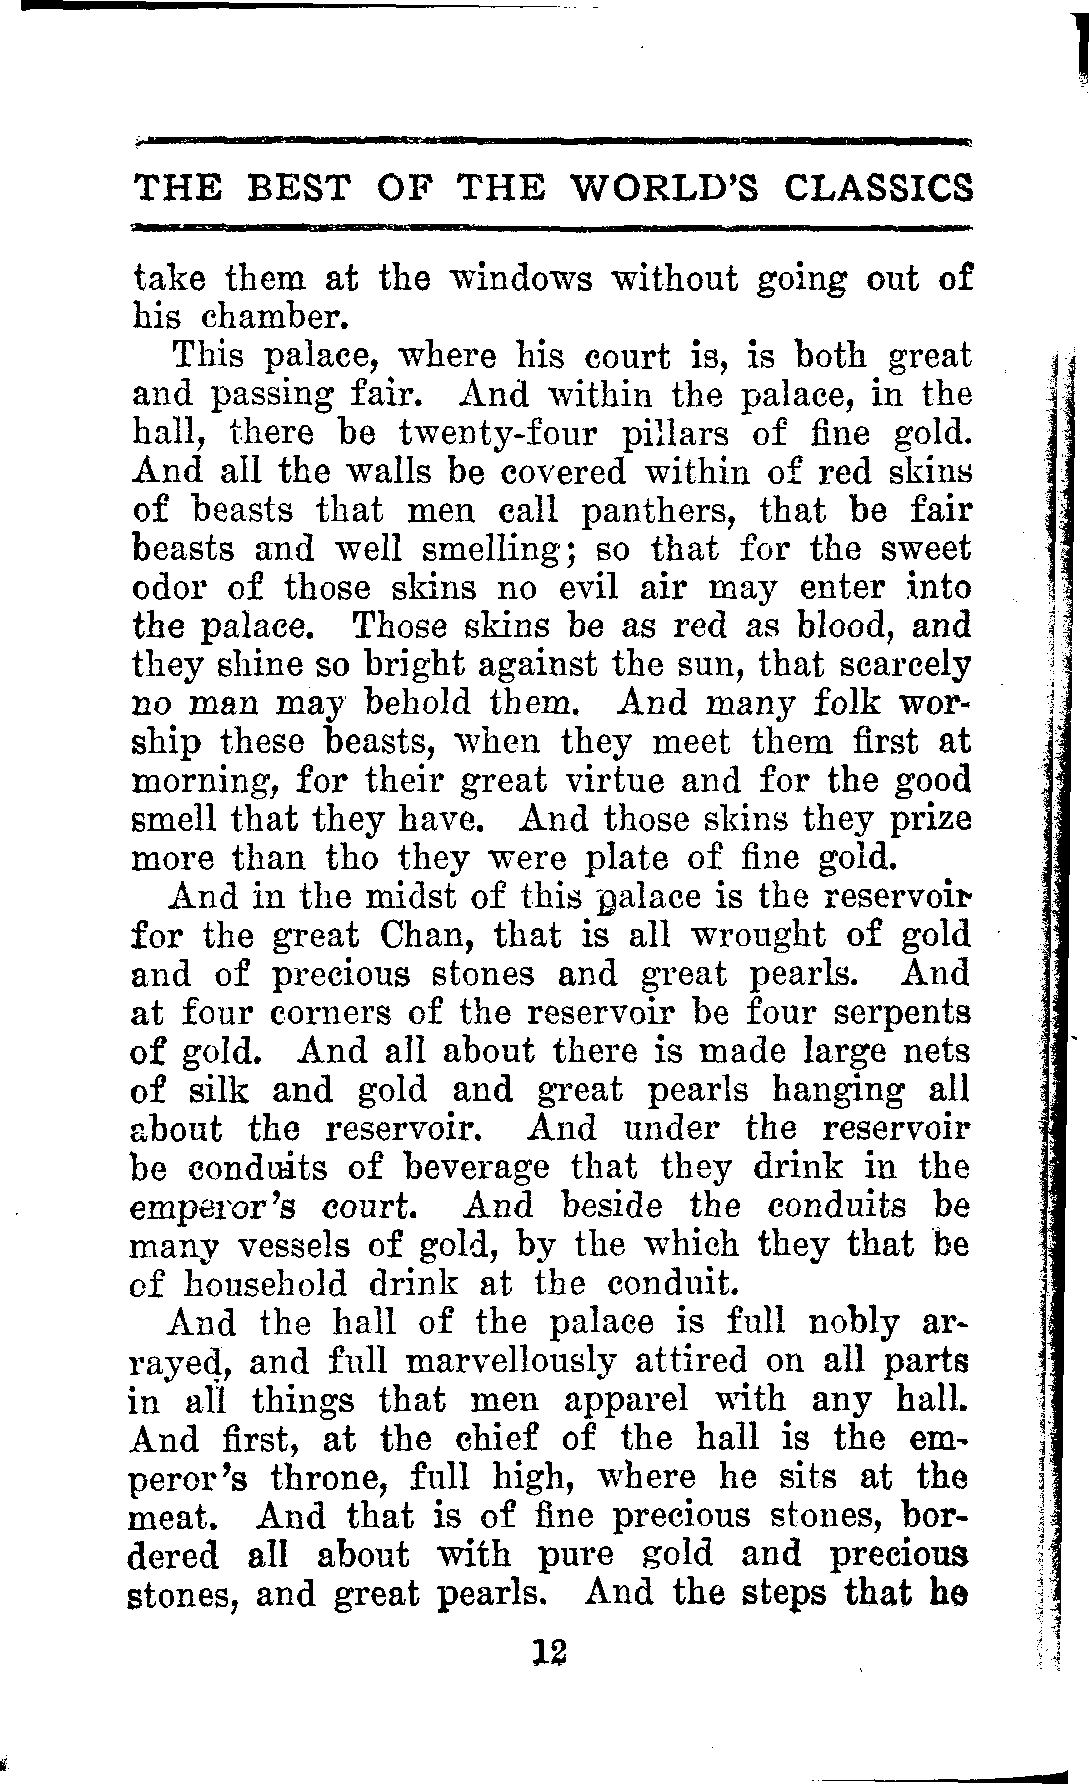 THE BEST OF THE WORLD'S CLASSICS
take them at the windows without going out of
his chamber.
This palace, where his court is, is both great
and passing fair. And within the palace, in the
hall, there be twenty-four pillars of fine gold.
And all the walls be covered within of red skins
of beasts that men call panthers, that be fair
beasts and well smelling; so that for the sweet
odor of those skins no evil air may enter into
the palace. Those skins be as red as blood, and
they shine so bright against the sun, that scarcely
no man may behold them. And many folk wor-
ship these beasts, when they meet them first at
morning, for their great virtue and for the good
smell that they have. And those skins they prize
more than tho they were plate of fine gold.
And in the midst of this palace is the reservoir
for the great Chan, that is all wrought of gold
and of precious stones and great pearls. And
at four corners of the reservoir be four serpents
of gold. And all about there is made large nets
of silk and gold and great pearls hanging all
about the reservoir. And under the reservoir
be conduits of beverage that they drink in the
emperor's court. And beside the conduits be
many vessels of gold, by the which they that be
of household drink at the conduit.
And the hall of the palace is full nobly ar-
rayed, and full marvellously attired on all parts
in all things that men apparel with any hall.
And first, at the chief of the hall is the em-
peror's throne, full high, where he sits at the
meat. And that is of fine precious stones, bor-
dered all about with pure gold and precious
stones, and great pearls. And the steps that he
12